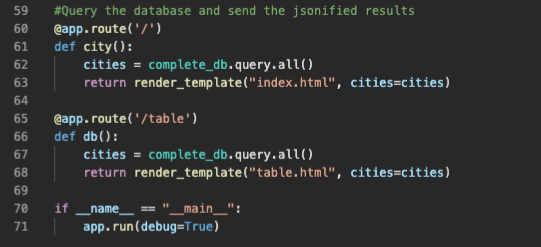 59 #Query the database and send the jsonified results
60 @app.route('/')
61 def city():
62     cities = complete_db.query.all()
63     return render_template("index.html", cities=cities)
64
65 @app.route('/table')
66 def db():
67     cities = complete_db.query.all()
68     return render_template("table.html", cities=cities)
69
70 if __name__ == "__main__":
71     app.run(debug=True)